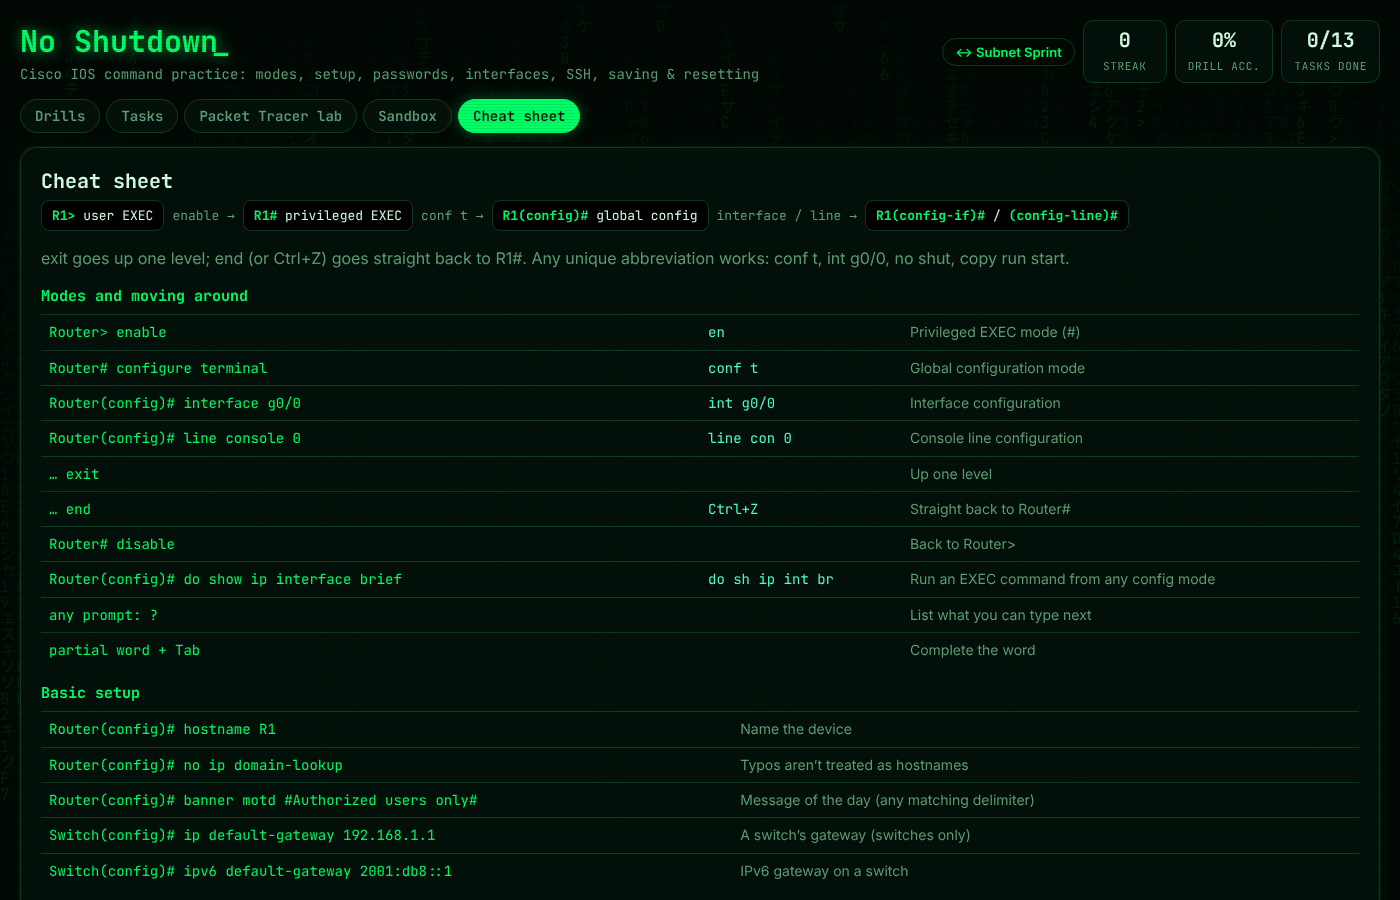 No Shutdown_
Cisco IOS command practice: modes, setup, passwords, interfaces, SSH, saving & resetting
↔ Subnet Sprint
0
STREAK
0%
DRILL ACC.
0/13
TASKS DONE
Drills
Tasks
Packet Tracer lab
Sandbox
Cheat sheet
Cheat sheet
R1> user EXEC enable → R1# privileged EXEC conf t → R1(config)# global config interface / line → R1(config-if)# / (config-line)#
exit goes up one level; end (or Ctrl+Z) goes straight back to R1#. Any unique abbreviation works: conf t, int g0/0, no shut, copy run start.
Modes and moving around
Router> enable en Privileged EXEC mode (#)
Router# configure terminal conf t Global configuration mode
Router(config)# interface g0/0 int g0/0 Interface configuration
Router(config)# line console 0 line con 0 Console line configuration
… exit Up one level
… end Ctrl+Z Straight back to Router#
Router# disable Back to Router>
Router(config)# do show ip interface brief do sh ip int br Run an EXEC command from any config mode
any prompt: ? List what you can type next
partial word + Tab Complete the word
Basic setup
Router(config)# hostname R1 Name the device
Router(config)# no ip domain-lookup Typos aren’t treated as hostnames
Router(config)# banner motd #Authorized users only# Message of the day (any matching delimiter)
Switch(config)# ip default-gateway 192.168.1.1 A switch’s gateway (switches only)
Switch(config)# ipv6 default-gateway 2001:db8::1 IPv6 gateway on a switch